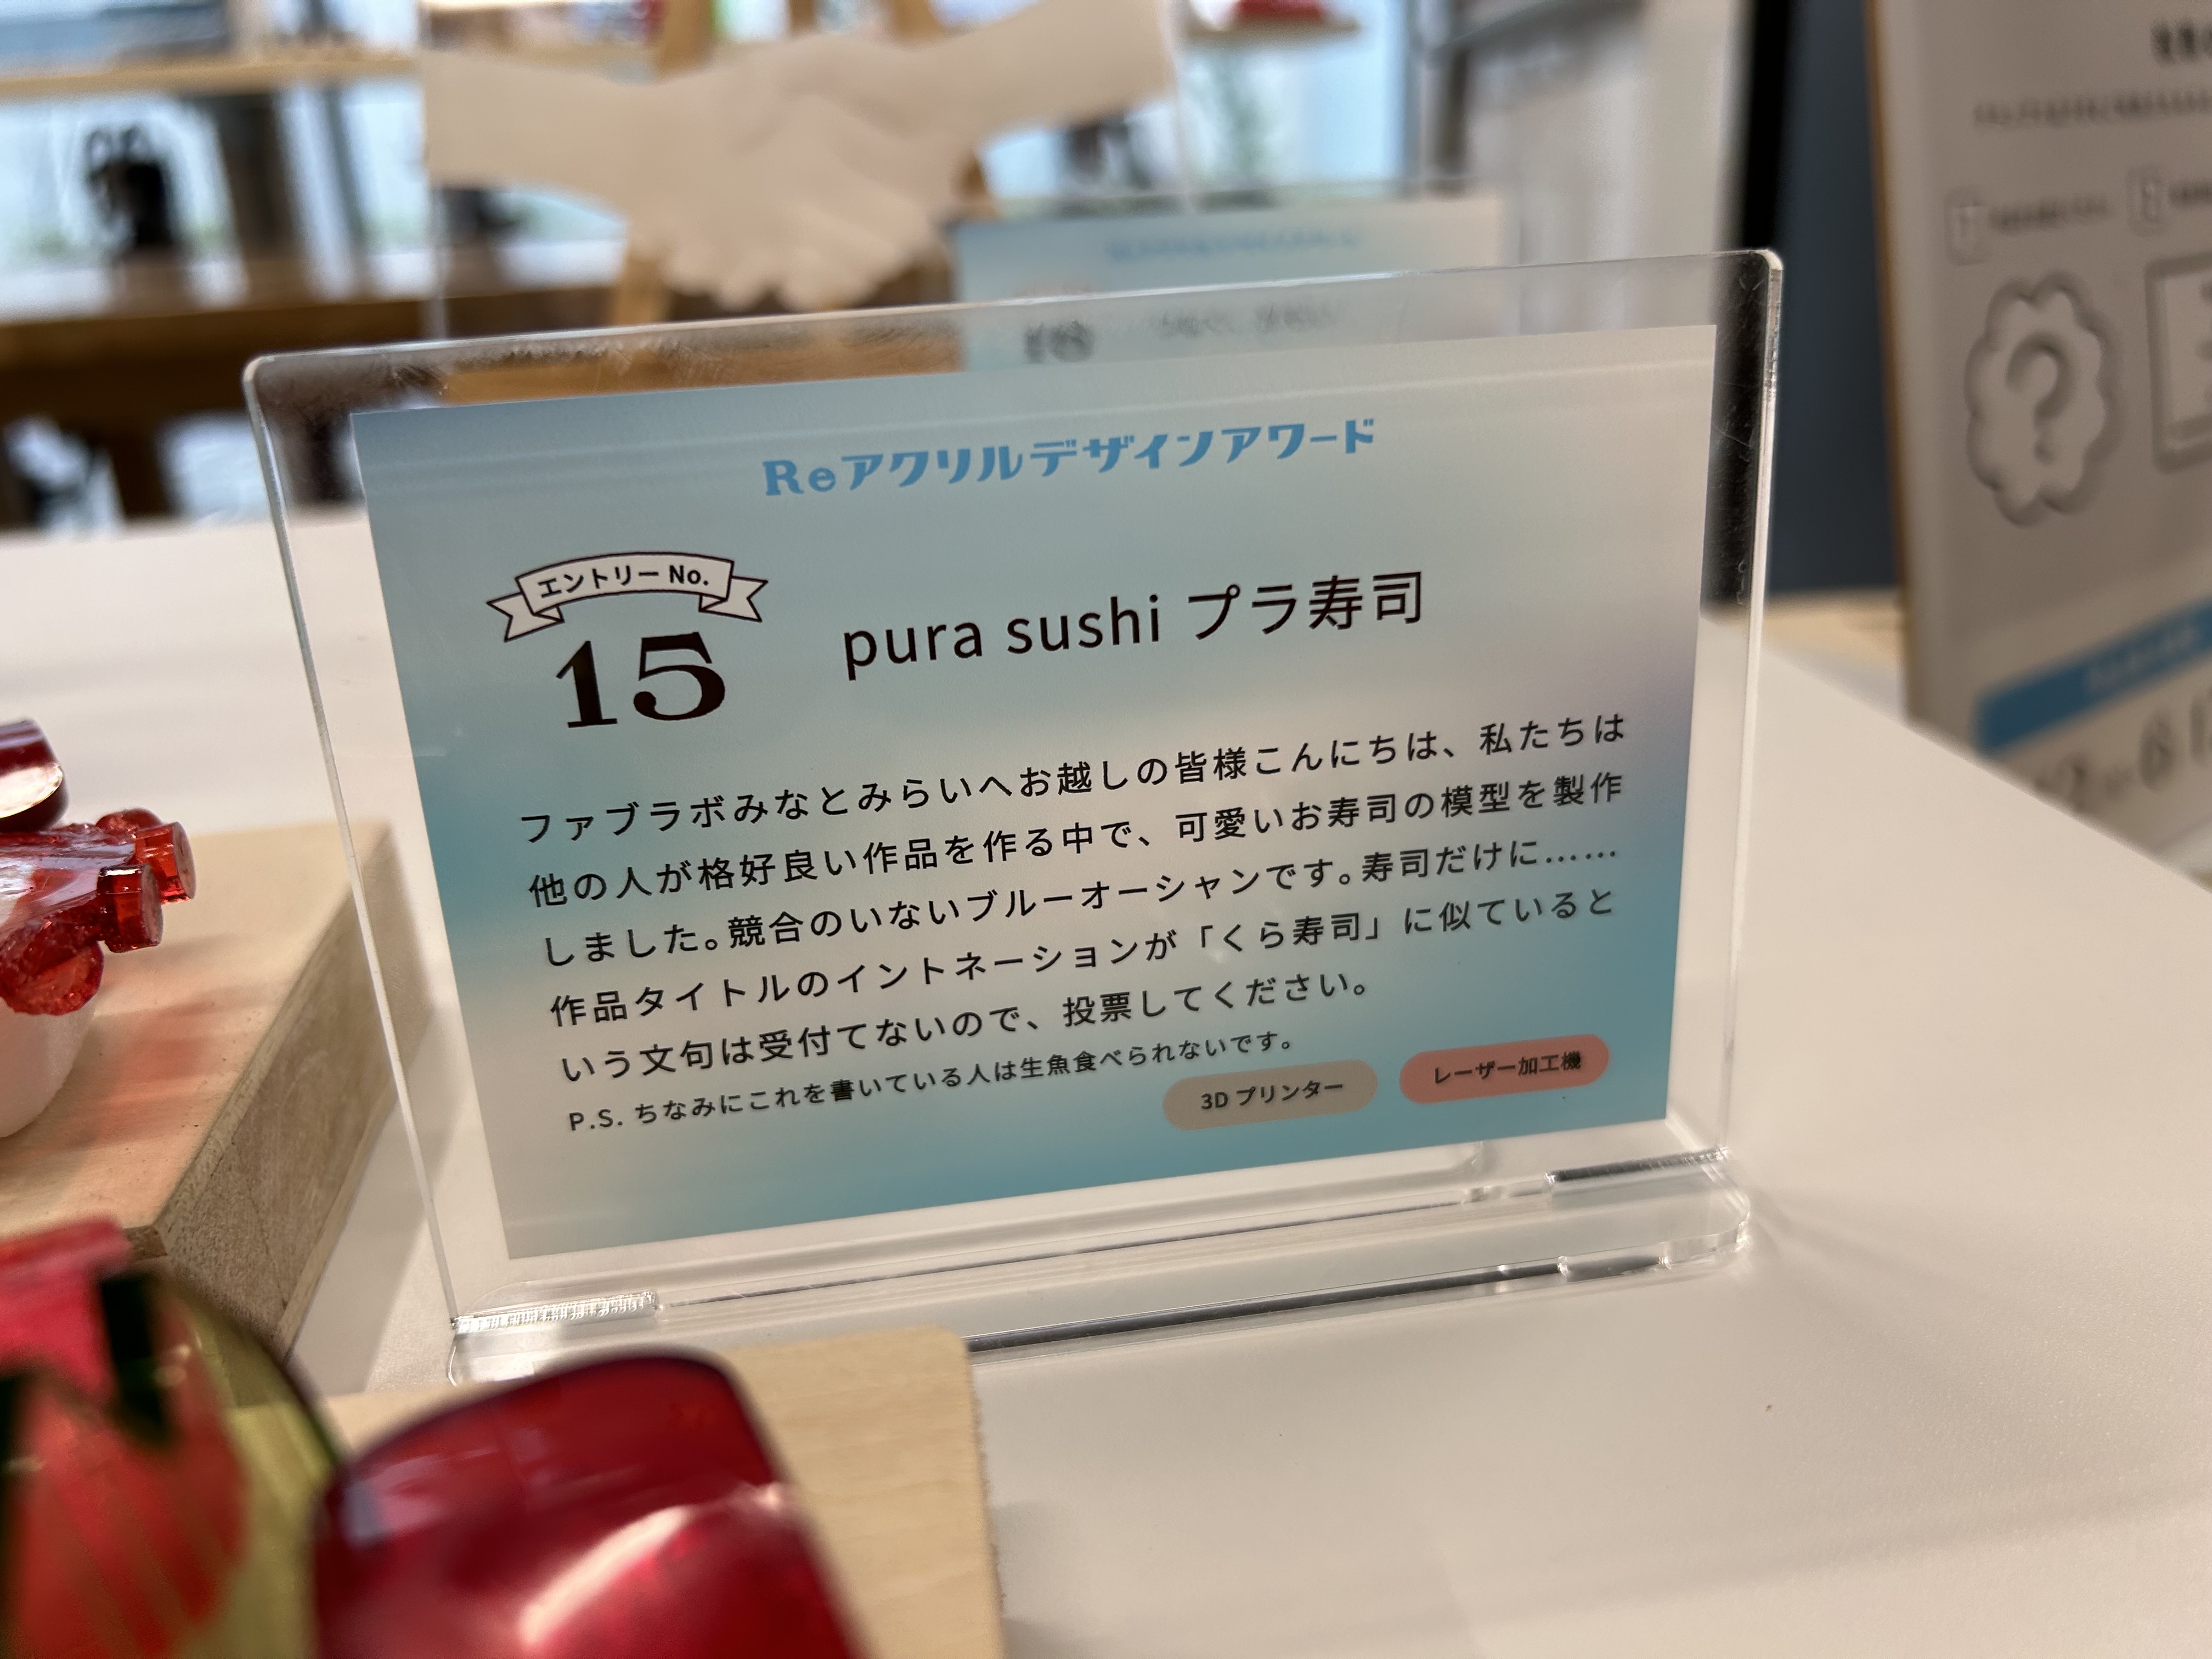 Reアクリルデザインアワード
エントリー No.
15
pura sushi プラ寿司
ファブラボみなとみらいへお越しの皆様こんにちは、私たちは
他の人が格好良い作品を作る中で、可愛いお寿司の模型を製作
しました。競合のいないブルーオーシャンです。寿司だけに……
作品タイトルのイントネーションが「くら寿司」に似ていると
いう文句は受付てないので、投票してください。
P.S. ちなみにこれを書いている人は生魚食べられないです。
3D プリンター
レーザー加工機
?